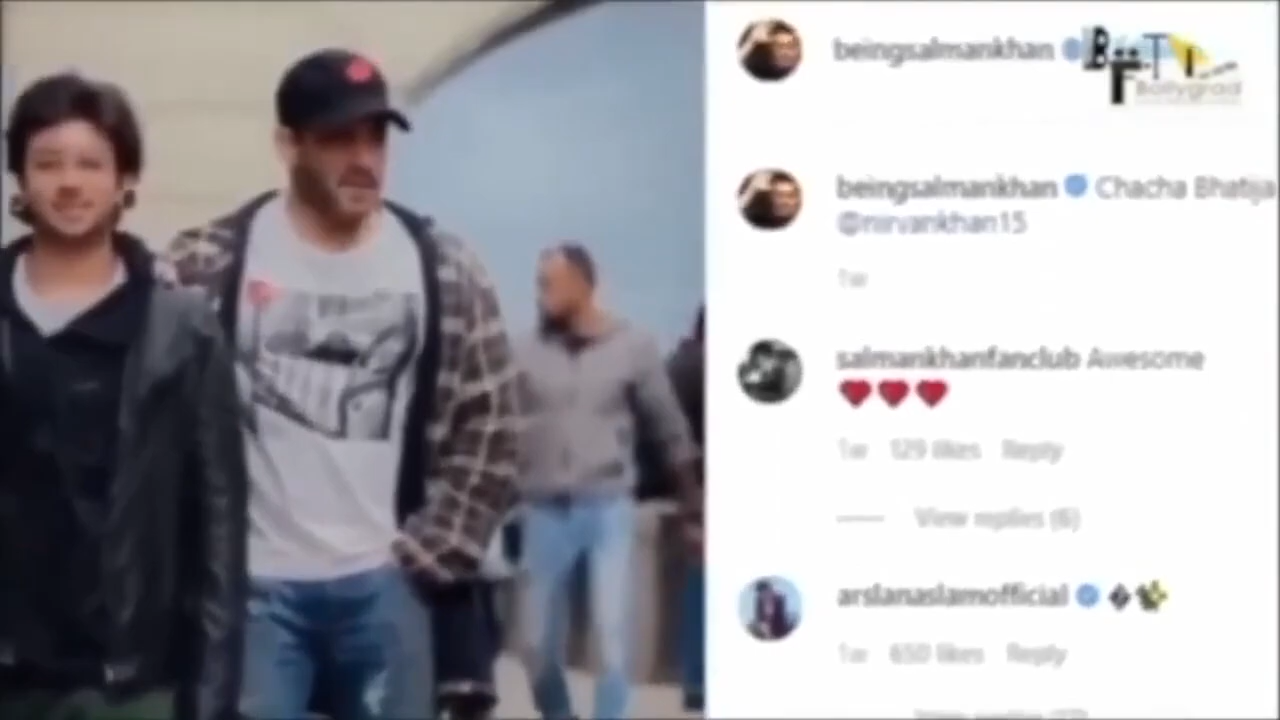 beingsalmankhan
Bollygrad
beingsalmankhan Chacha Bhatija
@nirvankhan15
1w
salmankhanfanclub Awesome
1w 129 likes Reply
View replies (6)
arslanaslamofficial
1w 650 likes Reply